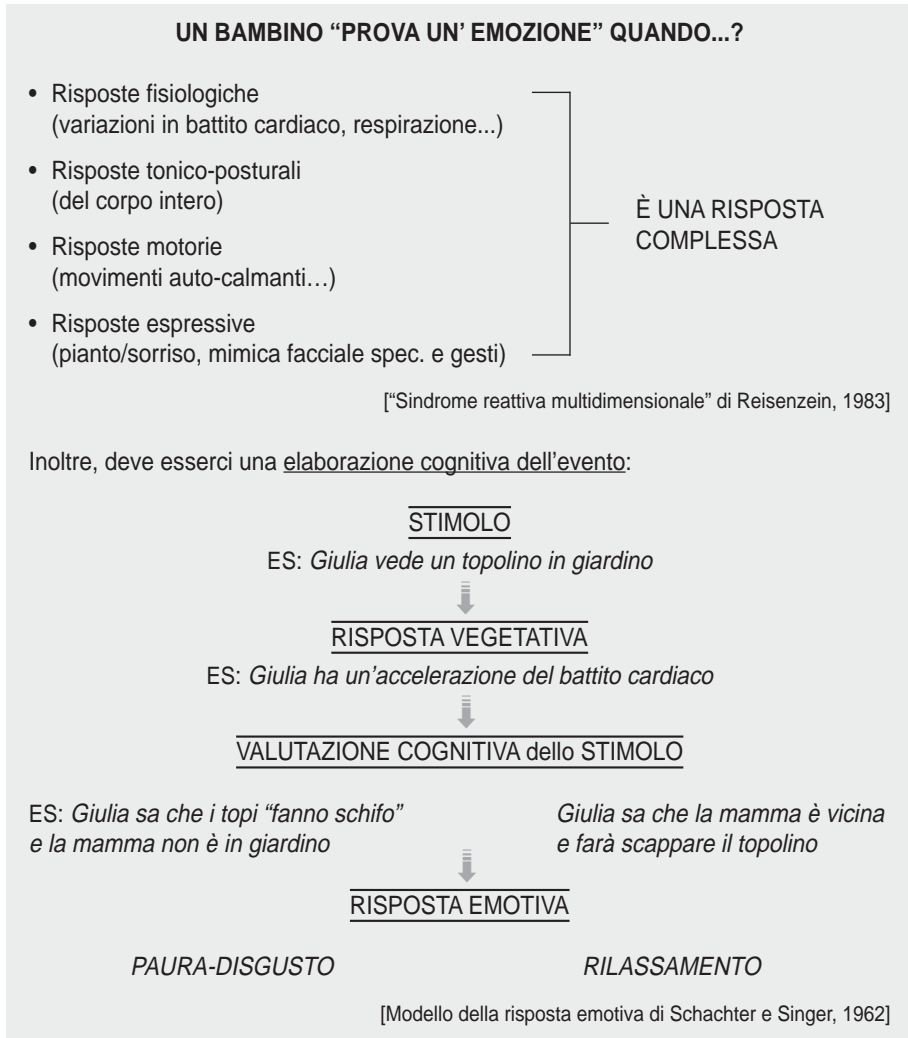 UN BAMBINO “PROVA UN’ EMOZIONE” QUANDO...?
• Risposte fisiologiche
(variazioni in battito cardiaco, respirazione...)
• Risposte tonico-posturali
(del corpo intero)
• Risposte motorie
(movimenti auto-calmanti…)
• Risposte espressive
(pianto/sorriso, mimica facciale spec. e gesti)
È UNA RISPOSTA
COMPLESSA
[“Sindrome reattiva multidimensionale” di Reisenzein, 1983]
Inoltre, deve esserci una elaborazione cognitiva dell’evento:
STIMOLO
ES: Giulia vede un topolino in giardino
RISPOSTA VEGETATIVA
ES: Giulia ha un’accelerazione del battito cardiaco
VALUTAZIONE COGNITIVA dello STIMOLO
ES: Giulia sa che i topi “fanno schifo”
e la mamma non è in giardino
Giulia sa che la mamma è vicina
e farà scappare il topolino
RISPOSTA EMOTIVA
PAURA-DISGUSTO
RILASSAMENTO
[Modello della risposta emotiva di Schachter e Singer, 1962]